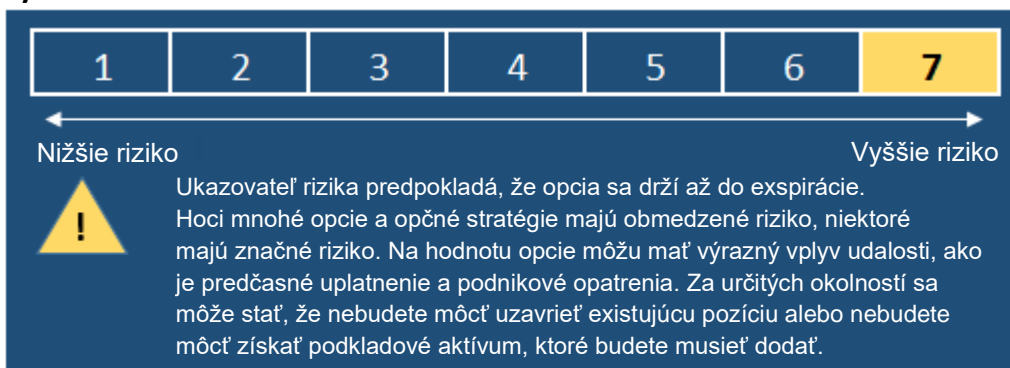 1 2 3 4 5 6 7
Nižšie riziko Vyššie riziko
! Ukazovateľ rizika predpokladá, že opcia sa drží až do exspirácie.
Hoci mnohé opcie a opčné stratégie majú obmedzené riziko, niektoré
majú značné riziko. Na hodnotu opcie môžu mať výrazný vplyv udalosti, ako
je predčasné uplatnenie a podnikové opatrenia. Za určitých okolností sa
môže stať, že nebudete môcť uzavrieť existujúcu pozíciu alebo nebudete
môcť získať podkladové aktívum, ktoré budete musieť dodať.